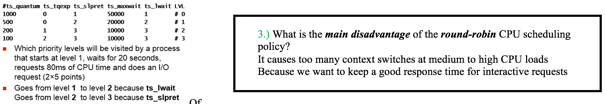 #ts_quantum ts_tqexp ts_slpret ts_maxwait ts_lwait LVL
1000 0 1 50000 1 # 0
500 0 2 20000 2 # 1
200 1 3 10000 3 # 2
100 2 3 10000 3 # 3
▪ Which priority levels will be visited by a process
that starts at level 1, waits for 20 seconds,
requests 80ms of CPU time and does an I/O
request (2×5 points)
▪ Goes from level 1 to level 2 because ts_lwait
Goes from level 2 to level 3 because ts_slpret
Of
3.) What is the main disadvantage of the round-robin CPU scheduling
policy?
It causes too many context switches at medium to high CPU loads
Because we want to keep a good response time for interactive requests